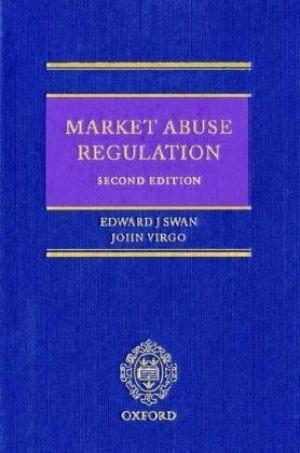 MARKET ABUSE
REGULATION
SECOND EDITION
EDWARD J SWAN
JOHN VIRGO
OXFORD